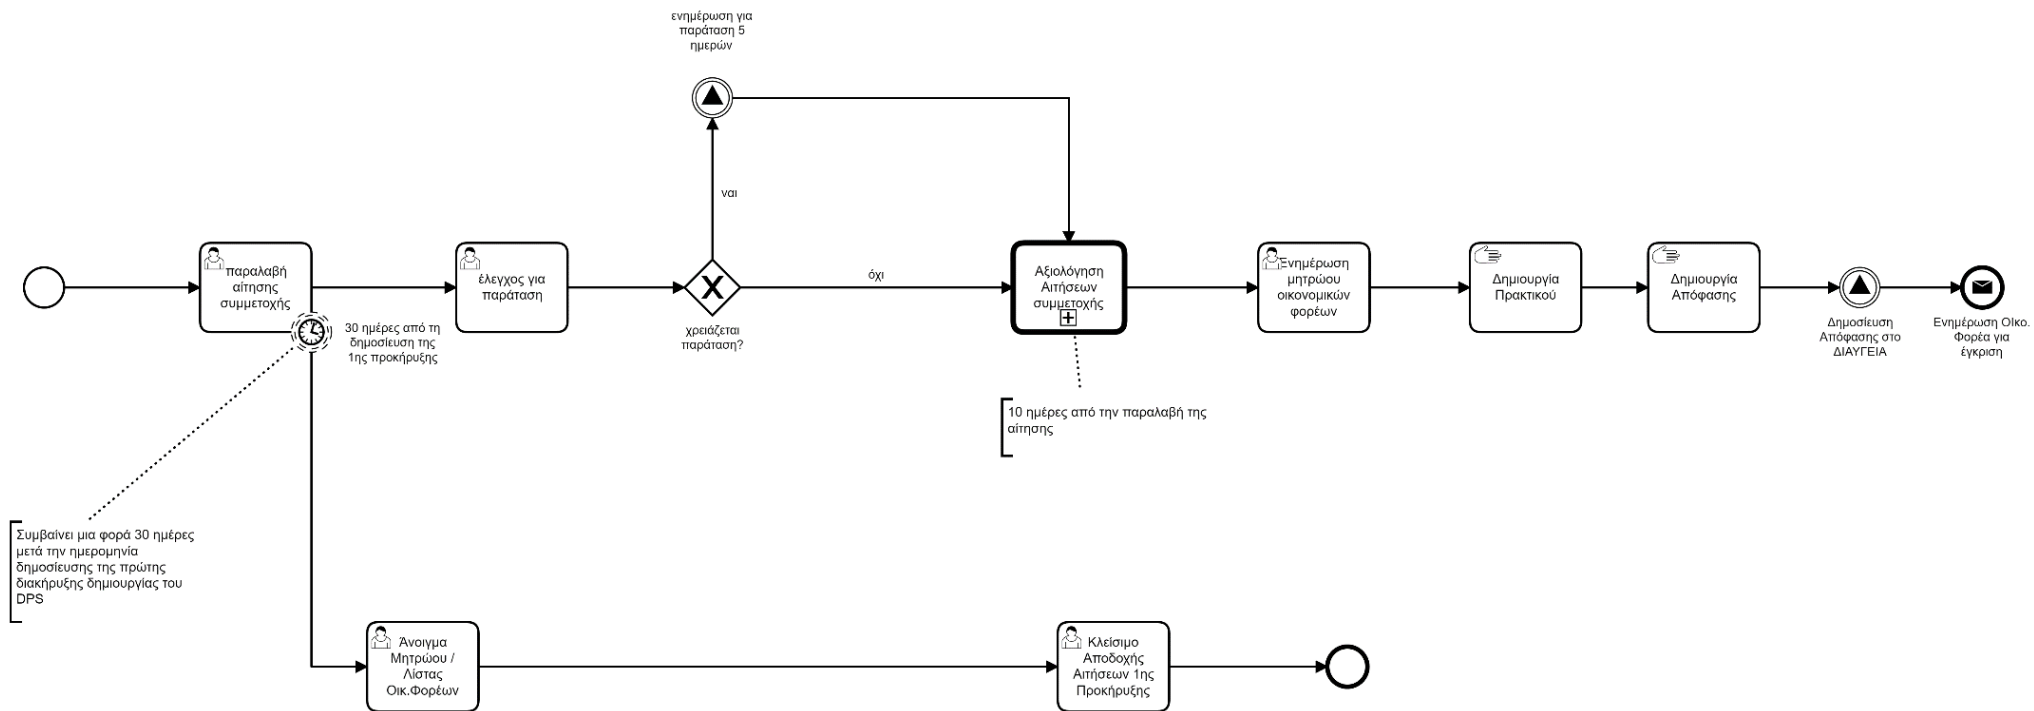 ενημέρωση για
παράταση 5
ημερών
ναι
παραλαβή
αίτησης
συμμετοχής
έλεγχος για
παράταση
όχι
Αξιολόγηση
Αιτήσεων
συμμετοχής
Ενημέρωση
μητρώου
οικονομικών
φορέων
Δημιουργία
Πρακτικού
Δημιουργία
Απόφασης
30 ημέρες από τη
δημοσίευση της
1ης προκήρυξης
χρειάζεται
παράταση?
Δημοσίευση
Απόφασης στο
ΔΙΑΥΓΕΙΑ
Ενημέρωση ΟΙκο.
Φορέα για
έγκριση
10 ημέρες από την παραλαβή της
αίτησης
Συμβαίνει μια φορά 30 ημέρες
μετά την ημερομηνία
δημοσίευσης της πρώτης
διακήρυξης δημιουργίας του
DPS
Άνοιγμα
Μητρώου /
Λίστας
Οικ.Φορέων
Κλείσιμο
Αποδοχής
Αιτήσεων 1ης
Προκήρυξης